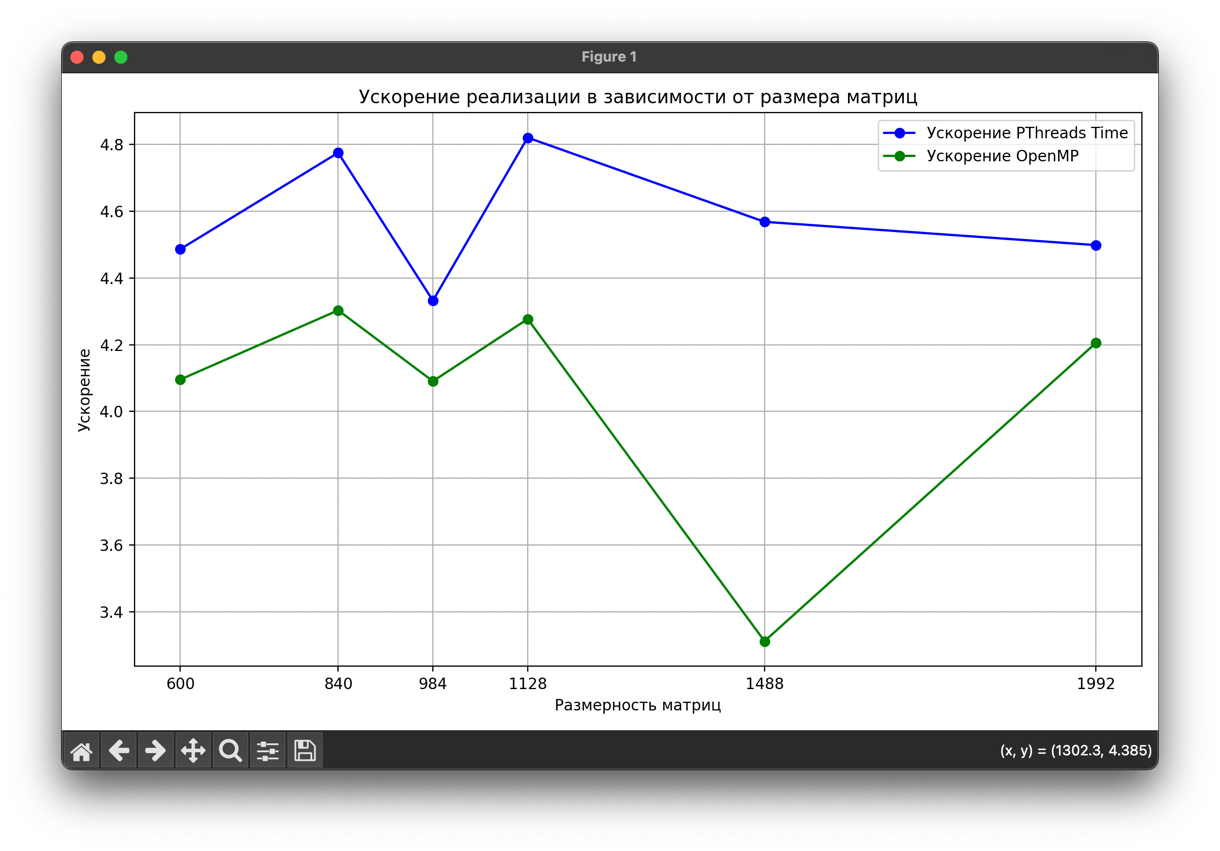 Figure 1
Ускорение реализации в зависимости от размера матриц
Ускорение PThreads Time
Ускорение OpenMP
4.8
4.6
4.4
4.2
4.0
3.8
3.6
3.4
Ускорение
600 840 984 1128 1488 1992
Размерность матриц
(x, y) = (1302.3, 4.385)